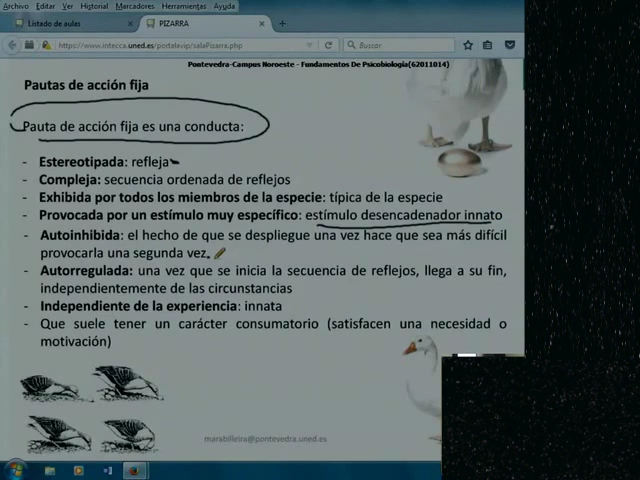 Archivo Editar Ver Historial Marcadores Herramientas Ayuda
Listado de aulas
PIZARRA
https://www.intecca.uned.es/portalavip/salaPizarra.php
Buscar
Pontevedra-Campus Noroeste - Fundamentos De Psicobiología(62011014)
Pautas de acción fija
Pauta de acción fija es una conducta:
- Estereotipada: refleja
- Compleja: secuencia ordenada de reflejos
- Exhibida por todos los miembros de la especie: típica de la especie
- Provocada por un estímulo muy específico: estímulo desencadenador innato
- Autoinhibida: el hecho de que se despliegue una vez hace que sea más difícil
provocarla una segunda vez.
- Autorregulada: una vez que se inicia la secuencia de reflejos, llega a su fin,
independientemente de las circunstancias
- Independiente de la experiencia: innata
- Que suele tener un carácter consumatorio (satisfacen una necesidad o
motivación)
marabilleira@pontevedra.uned.es